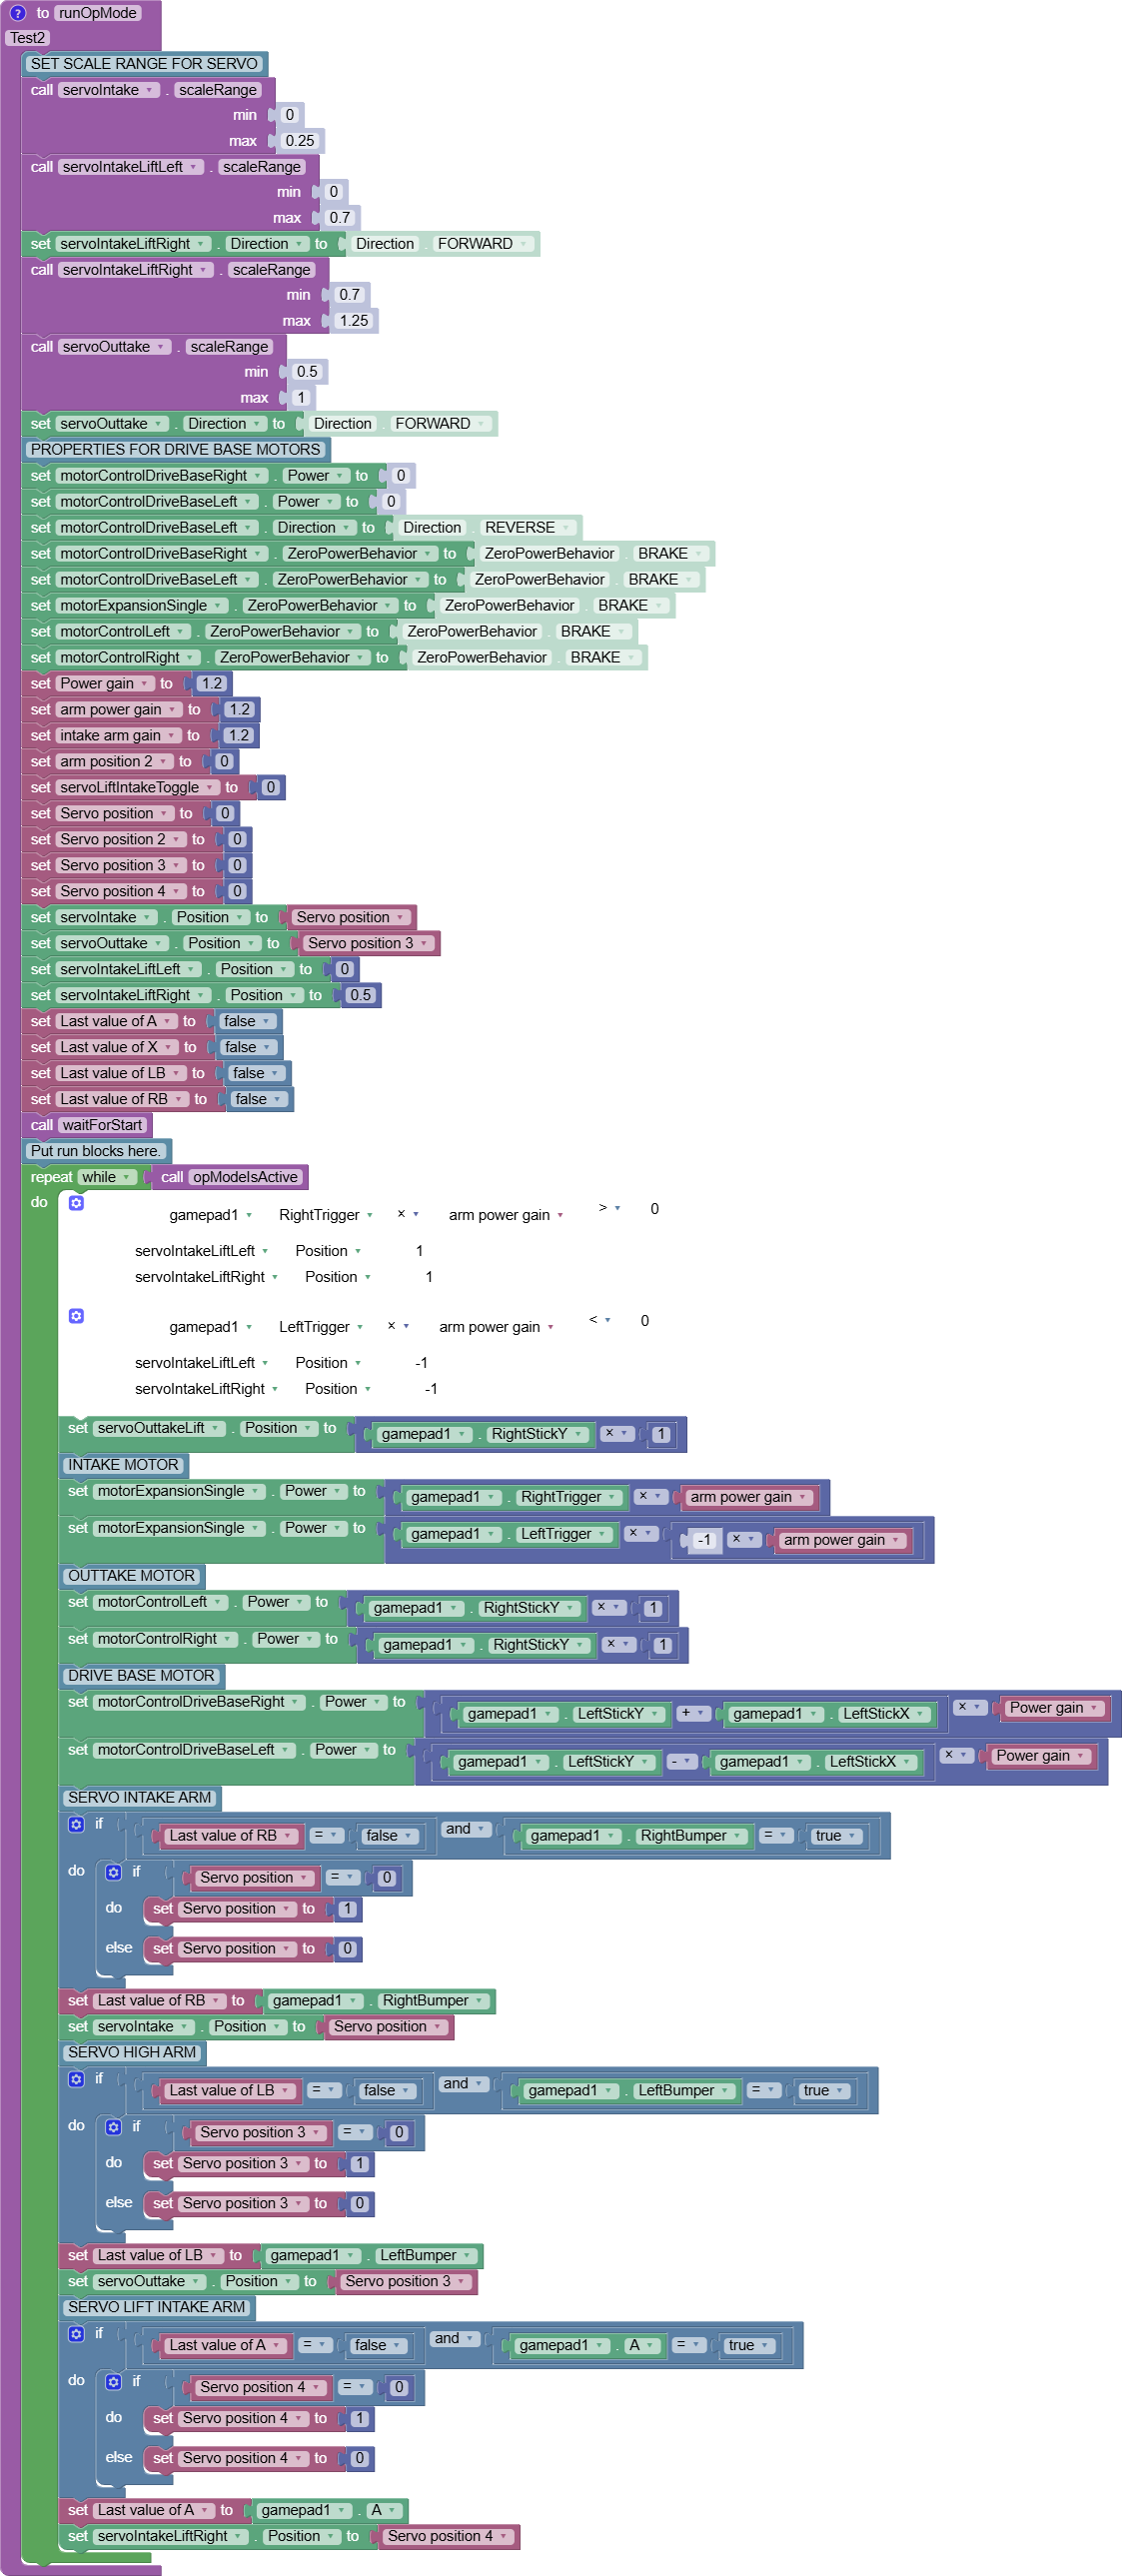 ? to runOpMode
Test2
SET SCALE RANGE FOR SERVO
call servoIntake . scaleRange
min 0
max 0.25
call servoIntakeLiftLeft . scaleRange
min 0
max 0.7
set servoIntakeLiftRight . Direction to Direction . FORWARD
call servoIntakeLiftRight . scaleRange
min 0.7
max 1.25
call servoOuttake . scaleRange
min 0.5
max 1
set servoOuttake . Direction to Direction . FORWARD
PROPERTIES FOR DRIVE BASE MOTORS
set motorControlDriveBaseRight . Power to 0
set motorControlDriveBaseLeft . Power to 0
set motorControlDriveBaseLeft . Direction to Direction . REVERSE
set motorControlDriveBaseRight . ZeroPowerBehavior to ZeroPowerBehavior . BRAKE
set motorControlDriveBaseLeft . ZeroPowerBehavior to ZeroPowerBehavior . BRAKE
set motorExpansionSingle . ZeroPowerBehavior to ZeroPowerBehavior . BRAKE
set motorControlLeft . ZeroPowerBehavior to ZeroPowerBehavior . BRAKE
set motorControlRight . ZeroPowerBehavior to ZeroPowerBehavior . BRAKE
set Power gain to 1.2
set arm power gain to 1.2
set intake arm gain to 1.2
set arm position 2 to 0
set servoLiftIntakeToggle to 0
set Servo position to 0
set Servo position 2 to 0
set Servo position 3 to 0
set Servo position 4 to 0
set servoIntake . Position to Servo position
set servoOuttake . Position to Servo position 3
set servoIntakeLiftLeft . Position to 0
set servoIntakeLiftRight . Position to 0.5
set Last value of A to false
set Last value of X to false
set Last value of LB to false
set Last value of RB to false
call waitForStart
Put run blocks here.
repeat while call opModeIsActive
do gamepad1 RightTrigger × arm power gain > 0
servoIntakeLiftLeft Position 1
servoIntakeLiftRight Position 1
gamepad1 LeftTrigger × arm power gain < 0
servoIntakeLiftLeft Position -1
servoIntakeLiftRight Position -1
set servoOuttakeLift . Position to gamepad1 . RightStickY × 1
INTAKE MOTOR
set motorExpansionSingle . Power to gamepad1 . RightTrigger × arm power gain
set motorExpansionSingle . Power to gamepad1 . LeftTrigger × -1 × arm power gain
OUTTAKE MOTOR
set motorControlLeft . Power to gamepad1 . RightStickY × 1
set motorControlRight . Power to gamepad1 . RightStickY × 1
DRIVE BASE MOTOR
set motorControlDriveBaseRight . Power to gamepad1 . LeftStickY + gamepad1 . LeftStickX × Power gain
set motorControlDriveBaseLeft . Power to gamepad1 . LeftStickY - gamepad1 . LeftStickX × Power gain
SERVO INTAKE ARM
if Last value of RB = false and gamepad1 . RightBumper = true
do if Servo position = 0
do set Servo position to 1
else set Servo position to 0
set Last value of RB to gamepad1 . RightBumper
set servoIntake . Position to Servo position
SERVO HIGH ARM
if Last value of LB = false and gamepad1 . LeftBumper = true
do if Servo position 3 = 0
do set Servo position 3 to 1
else set Servo position 3 to 0
set Last value of LB to gamepad1 . LeftBumper
set servoOuttake . Position to Servo position 3
SERVO LIFT INTAKE ARM
if Last value of A = false and gamepad1 . A = true
do if Servo position 4 = 0
do set Servo position 4 to 1
else set Servo position 4 to 0
set Last value of A to gamepad1 . A
set servoIntakeLiftRight . Position to Servo position 4